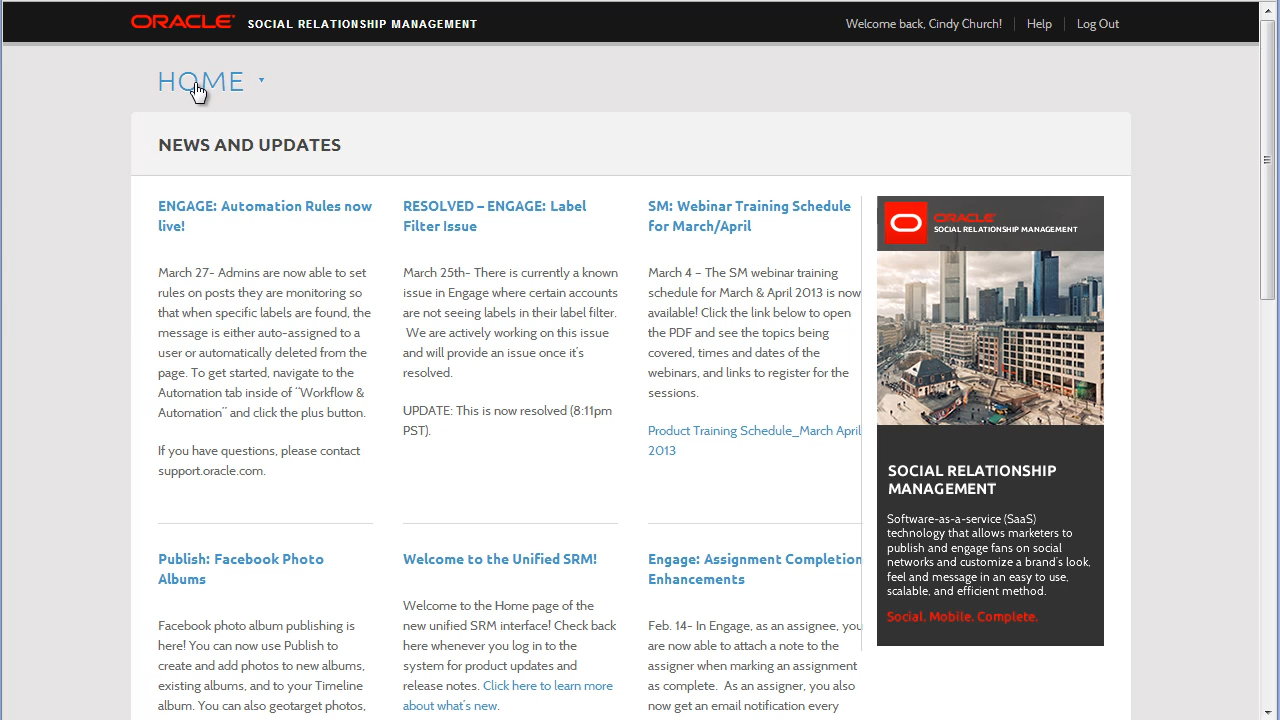 ORACLE SOCIAL RELATIONSHIP MANAGEMENT
Welcome back, Cindy Church! Help Log Out
HOME
NEWS AND UPDATES
ENGAGE: Automation Rules now
live!
March 27- Admins are now able to set
rules on posts they are monitoring so
that when specific labels are found, the
message is either auto-assigned to a
user or automatically deleted from the
page. To get started, navigate to the
Automation tab inside of "Workflow &
Automation" and click the plus button.
If you have questions, please contact
support.oracle.com.
RESOLVED – ENGAGE: Label
Filter Issue
March 25th- There is currently a known
issue in Engage where certain accounts
are not seeing labels in their label filter.
We are actively working on this issue
and will provide an issue once it's
resolved.
UPDATE: This is now resolved (8:11pm
PST).
SM: Webinar Training Schedule
for March/April
March 4 – The SM webinar training
schedule for March & April 2013 is now
available! Click the link below to open
the PDF and see the topics being
covered, times and dates of the
webinars, and links to register for the
sessions.
Product Training Schedule_March April
2013
ORACLE
SOCIAL RELATIONSHIP MANAGEMENT
SOCIAL RELATIONSHIP
MANAGEMENT
Software-as-a-service (SaaS)
technology that allows marketers to
publish and engage fans on social
networks and customize a brand's look,
feel and message in an easy to use,
scalable, and efficient method.
Social. Mobile. Complete.
Publish: Facebook Photo
Albums
Facebook photo album publishing is
here! You can now use Publish to
create and add photos to new albums,
existing albums, and to your Timeline
album. You can also geotarget photos,
Welcome to the Unified SRM!
Welcome to the Home page of the
new unified SRM interface! Check back
here whenever you log in to the
system for product updates and
release notes. Click here to learn more
about what's new.
Engage: Assignment Completion
Enhancements
Feb. 14- In Engage, as an assignee, you
are now able to attach a note to the
assigner when marking an assignment
as complete. As an assigner, you also
now get an email notification every